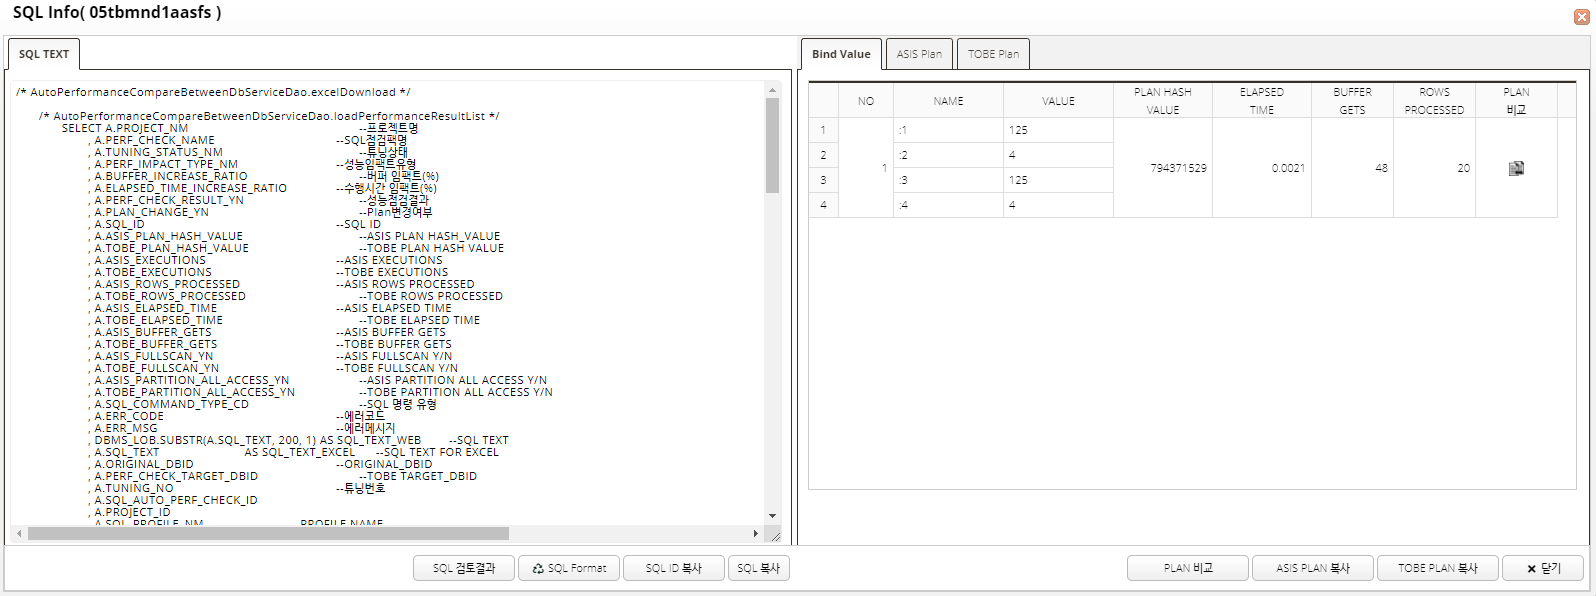 SQL Info( 05tbmnd1aasfs )
SQL TEXT
/* AutoPerformanceCompareBetweenDbServiceDao.excelDownload */
/* AutoPerformanceCompareBetweenDbServiceDao.loadPerformanceResultList */
SELECT A.PROJECT_NM --프로젝트명
, A.PERF_CHECK_NAME --SQL점검팩명
, A.TUNING_STATUS_NM --튜닝상태
, A.PERF_IMPACT_TYPE_NM --성능임팩트유형
, A.BUFFER_INCREASE_RATIO --버퍼 임팩트(%)
, A.ELAPSED_TIME_INCREASE_RATIO --수행시간 임팩트(%)
, A.PERF_CHECK_RESULT_YN --성능점검결과
, A.PLAN_CHANGE_YN --Plan변경여부
, A.SQL_ID --SQL ID
, A.ASIS_PLAN_HASH_VALUE --ASIS PLAN HASH_VALUE
, A.TOBE_PLAN_HASH_VALUE --TOBE PLAN HASH VALUE
, A.ASIS_EXECUTIONS --ASIS EXECUTIONS
, A.TOBE_EXECUTIONS --TOBE EXECUTIONS
, A.ASIS_ROWS_PROCESSED --ASIS ROWS PROCESSED
, A.TOBE_ROWS_PROCESSED --TOBE ROWS PROCESSED
, A.ASIS_ELAPSED_TIME --ASIS ELAPSED TIME
, A.TOBE_ELAPSED_TIME --TOBE ELAPSED TIME
, A.ASIS_BUFFER_GETS --ASIS BUFFER GETS
, A.TOBE_BUFFER_GETS --TOBE BUFFER GETS
, A.ASIS_FULLSCAN_YN --ASIS FULLSCAN Y/N
, A.TOBE_FULLSCAN_YN --TOBE FULLSCAN Y/N
, A.ASIS_PARTITION_ALL_ACCESS_YN --ASIS PARTITION ALL ACCESS Y/N
, A.TOBE_PARTITION_ALL_ACCESS_YN --TOBE PARTITION ALL ACCESS Y/N
, A.SQL_COMMAND_TYPE_CD --SQL 명령 유형
, A.ERR_CODE --에러코드
, A.ERR_MSG --에러메시지
, DBMS_LOB.SUBSTR(A.SQL_TEXT, 200, 1) AS SQL_TEXT_WEB --SQL TEXT
, A.SQL_TEXT AS SQL_TEXT_EXCEL --SQL TEXT FOR EXCEL
, A.ORIGINAL_DBID --ORIGINAL_DBID
, A.PERF_CHECK_TARGET_DBID --TOBE TARGET_DBID
, A.TUNING_NO --튜닝번호
, A.SQL_AUTO_PERF_CHECK_ID
, A.PROJECT_ID
, A.SQL_PROFILE_NM --PROFILE NAME
SQL 검토결과
SQL Format
SQL ID 복사
SQL 복사
Bind Value
ASIS Plan
TOBE Plan
NO NAME VALUE PLAN HASH VALUE ELAPSED TIME BUFFER GETS ROWS PROCESSED PLAN 비교
1 :1 125
2 :2 4
1 794371529 0.0021 48 20
3 :3 125
4 :4 4
PLAN 비교
ASIS PLAN 복사
TOBE PLAN 복사
닫기